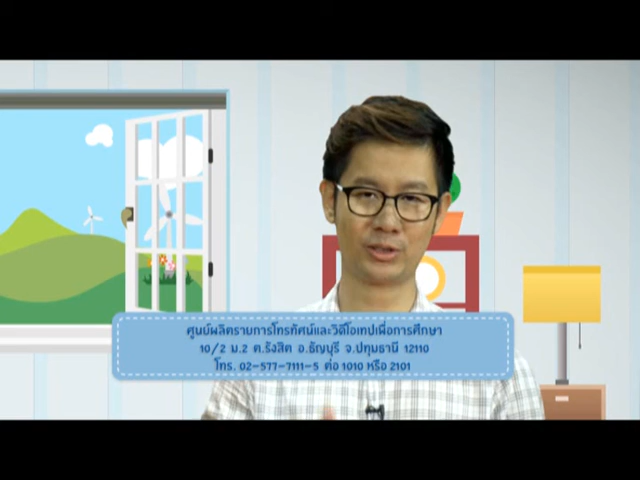 ศูนย์ผลิตรายการโทรทัศน์และวิดีโอเทปเพื่อการศึกษา
10/2 ม.2 ต.รังสิต อ.ธัญบุรี จ.ปทุมธานี 12110
โทร. 02-577-7111-5 ต่อ 1010 หรือ 2101